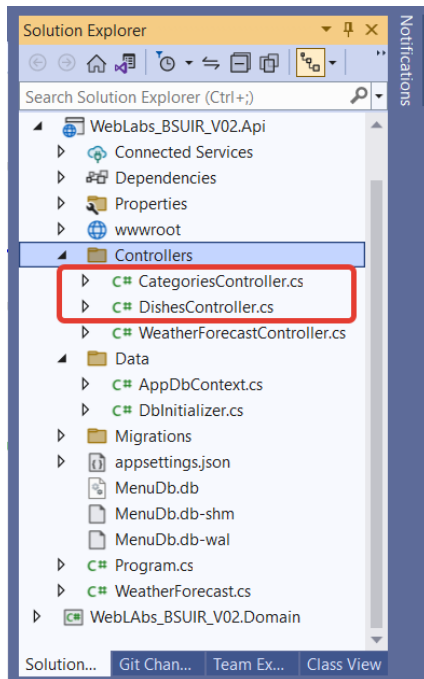 Solution Explorer
Search Solution Explorer (Ctrl+;)
WebLabs_BSUIR_V02.Api
Connected Services
Dependencies
Properties
wwwroot
Controllers
C# CategoriesController.cs
C# DishesController.cs
C# WeatherForecastController.cs
Data
C# AppDbContext.cs
C# DbInitializer.cs
Migrations
appsettings.json
MenuDb.db
MenuDb.db-shm
MenuDb.db-wal
C# Program.cs
C# WeatherForecast.cs
C# WebLAbs_BSUIR_V02.Domain
Solution... Git Chan... Team Ex... Class View
Notifications